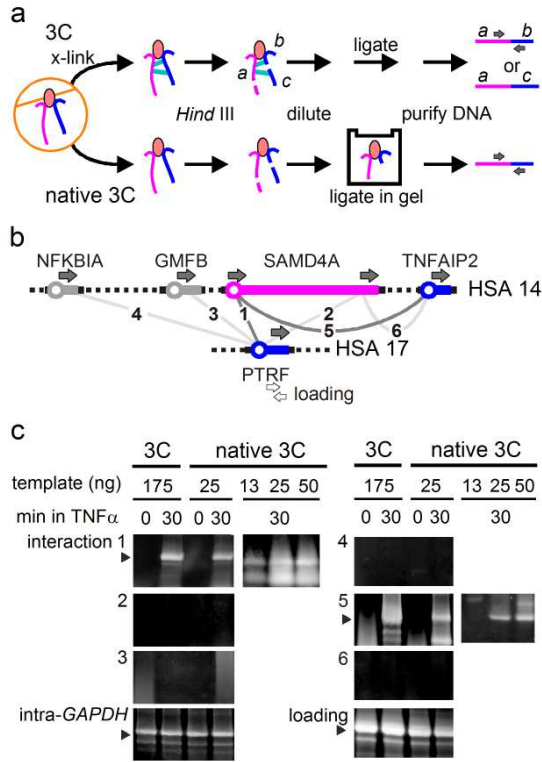 a
3C
x-link
Hind III
dilute
ligate
purify DNA
a
b
c
a
b
or
a
c
native 3C
ligate in gel
b
NFKBIA
GMFB
SAMD4A
TNFAIP2
HSA 14
4
3
1
2
5
6
HSA 17
PTRF
loading
c
3C
native 3C
3C
native 3C
template (ng)
175
25
13 25 50
175
25
13 25 50
min in TNFα
0 30
0 30
30
0 30
0 30
30
interaction 1
4
2
5
3
6
intra-GAPDH
loading